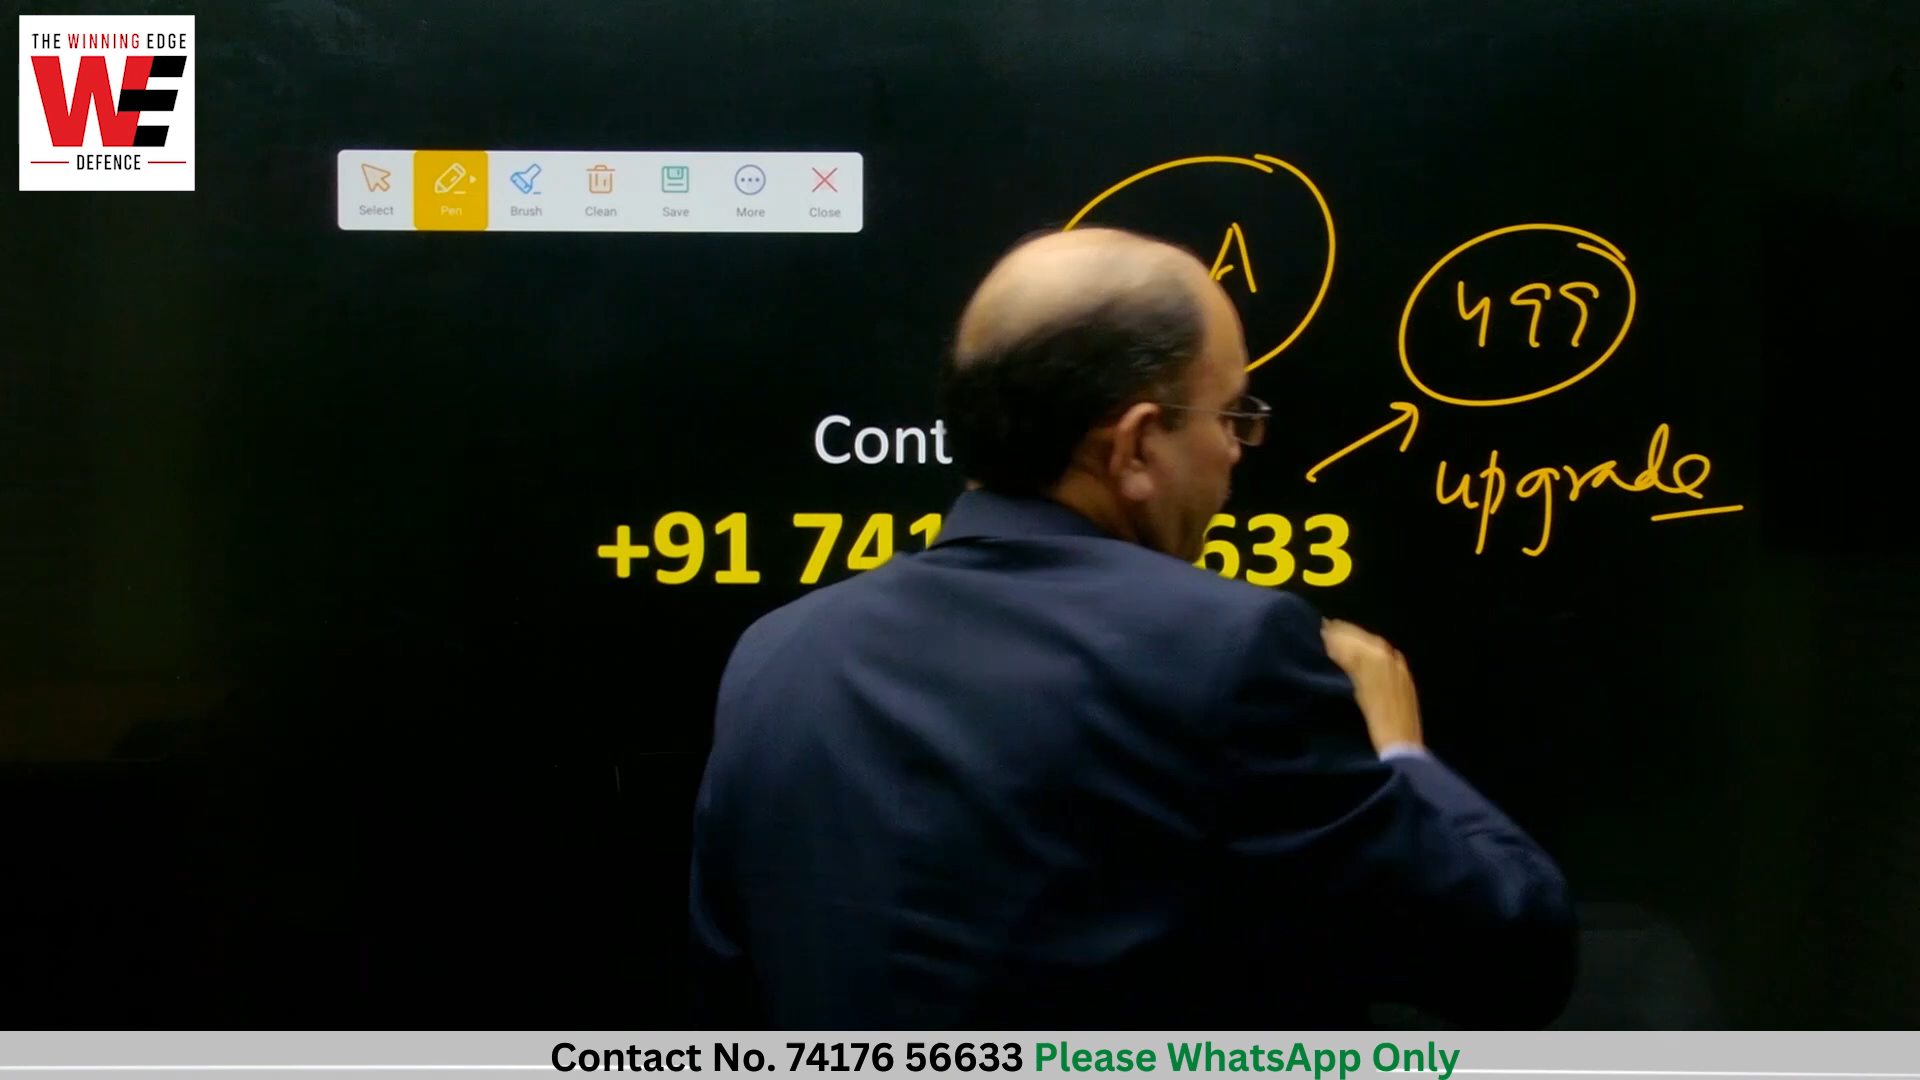 THE WINNING EDGE
WE
DEFENCE
Select
Pen
Brush
Clean
Save
More
Close
A
499
Cont
upgrade
+91 741 633
Contact No. 74176 56633 Please WhatsApp Only